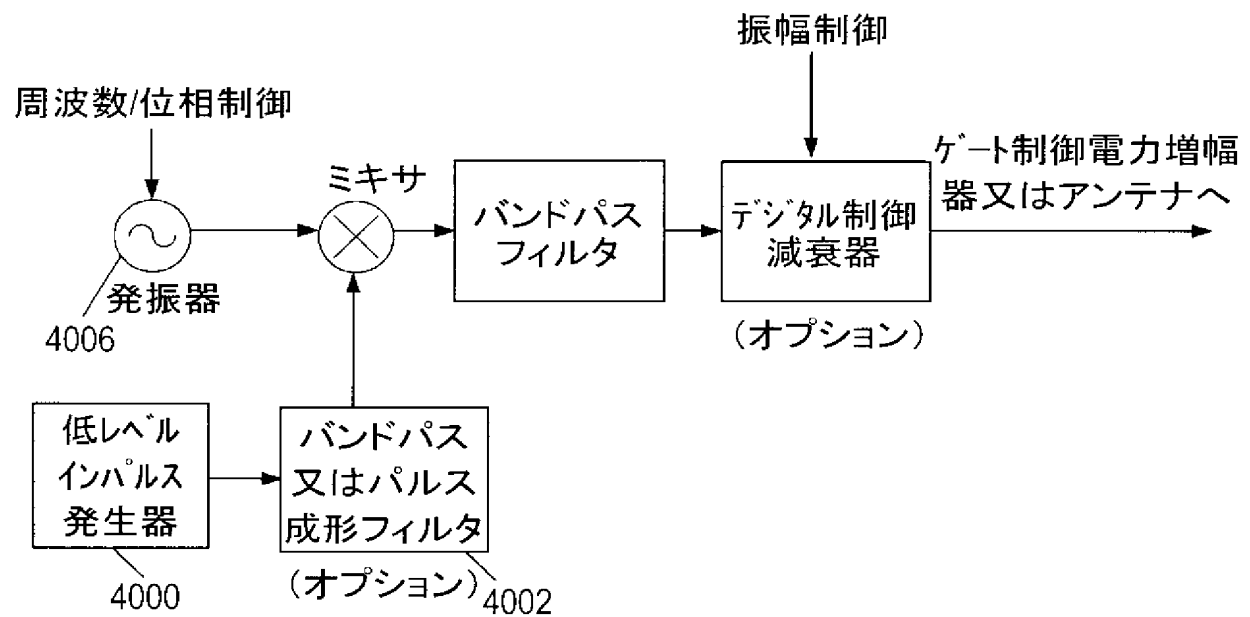 振幅制御
周波数/位相制御
ミキサ
バンドパス
フィルタ
デジタル制御
減衰器
(オプション)
ゲート制御電力増幅
器又はアンテナへ
発振器
4006
低レベル
インパルス
発生器
4000
バンドパス
又はパルス
成形フィルタ
(オプション)
4002